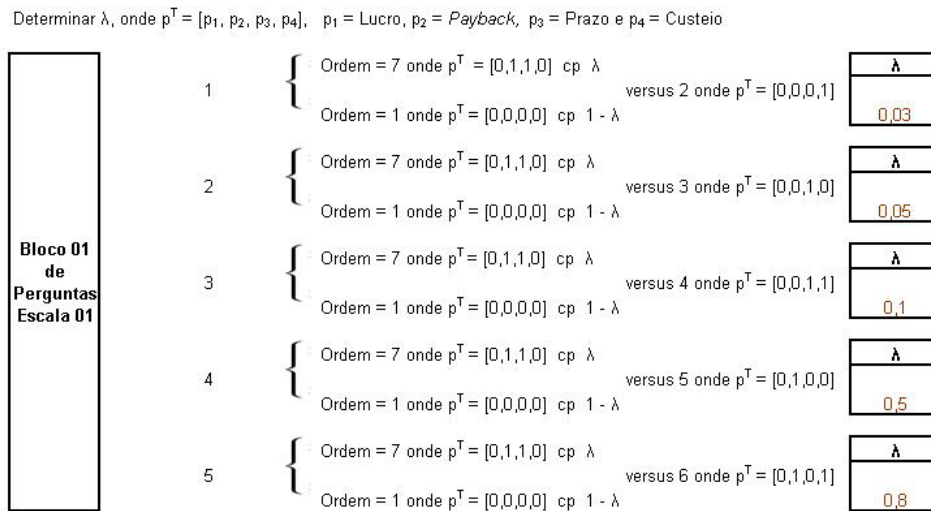 Determinar λ, onde pᵀ = [p₁, p₂, p₃, p₄], p₁ = Lucro, p₂ = Payback, p₃ = Prazo e p₄ = Custeio
Bloco 01
de
Perguntas
Escala 01
1
{
Ordem = 7 onde pᵀ = [0,1,1,0] cp λ
Ordem = 1 onde pᵀ = [0,0,0,0] cp 1 - λ
versus 2 onde pᵀ = [0,0,0,1]
λ
0,03
2
{
Ordem = 7 onde pᵀ = [0,1,1,0] cp λ
Ordem = 1 onde pᵀ = [0,0,0,0] cp 1 - λ
versus 3 onde pᵀ = [0,0,1,0]
λ
0,05
3
{
Ordem = 7 onde pᵀ = [0,1,1,0] cp λ
Ordem = 1 onde pᵀ = [0,0,0,0] cp 1 - λ
versus 4 onde pᵀ = [0,0,1,1]
λ
0,1
4
{
Ordem = 7 onde pᵀ = [0,1,1,0] cp λ
Ordem = 1 onde pᵀ = [0,0,0,0] cp 1 - λ
versus 5 onde pᵀ = [0,1,0,0]
λ
0,5
5
{
Ordem = 7 onde pᵀ = [0,1,1,0] cp λ
Ordem = 1 onde pᵀ = [0,0,0,0] cp 1 - λ
versus 6 onde pᵀ = [0,1,0,1]
λ
0,8